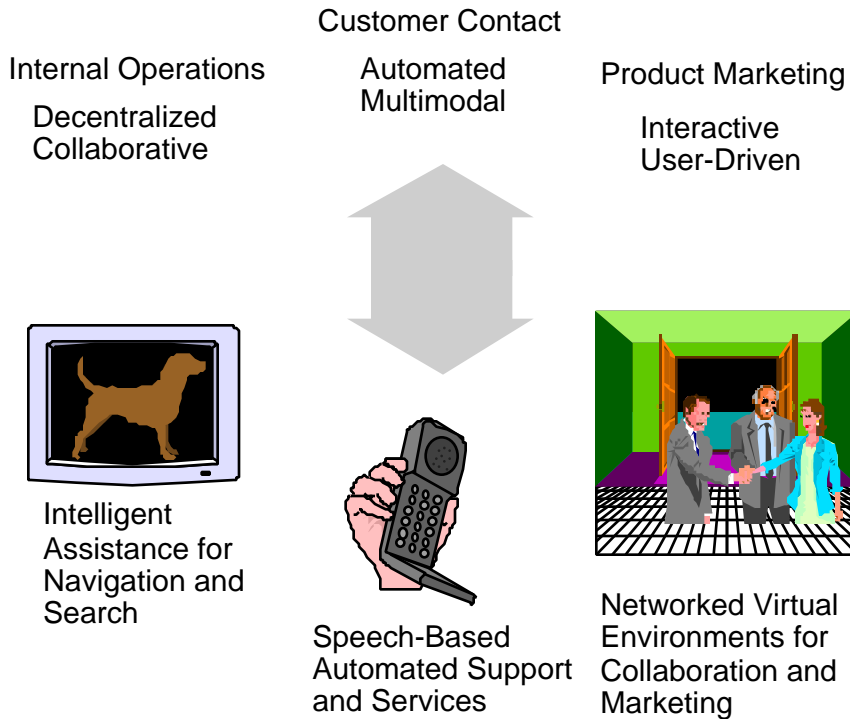 Customer Contact
Automated
Multimodal
Internal Operations
Decentralized
Collaborative
Product Marketing
Interactive
User-Driven
Intelligent
Assistance for
Navigation and
Search
Speech-Based
Automated Support
and Services
Networked Virtual
Environments for
Collaboration and
Marketing